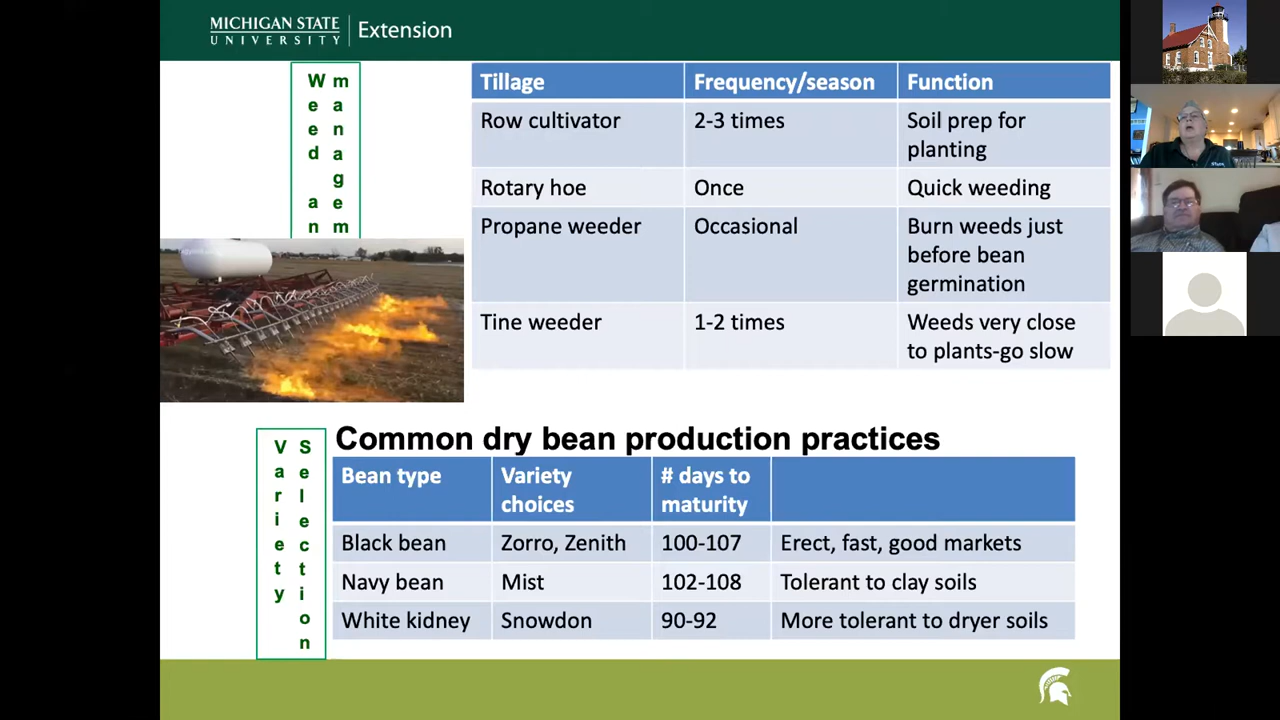 MICHIGAN STATE
UNIVERSITY
Extension
Weed an
managem
Tillage Frequency/season Function
Row cultivator 2-3 times Soil prep for
planting
Rotary hoe Once Quick weeding
Propane weeder Occasional Burn weeds just
before bean
germination
Tine weeder 1-2 times Weeds very close
to plants-go slow
Common dry bean production practices
Variety
Selection
Bean type Variety # days to
choices maturity
Black bean Zorro, Zenith 100-107 Erect, fast, good markets
Navy bean Mist 102-108 Tolerant to clay soils
White kidney Snowdon 90-92 More tolerant to dryer soils